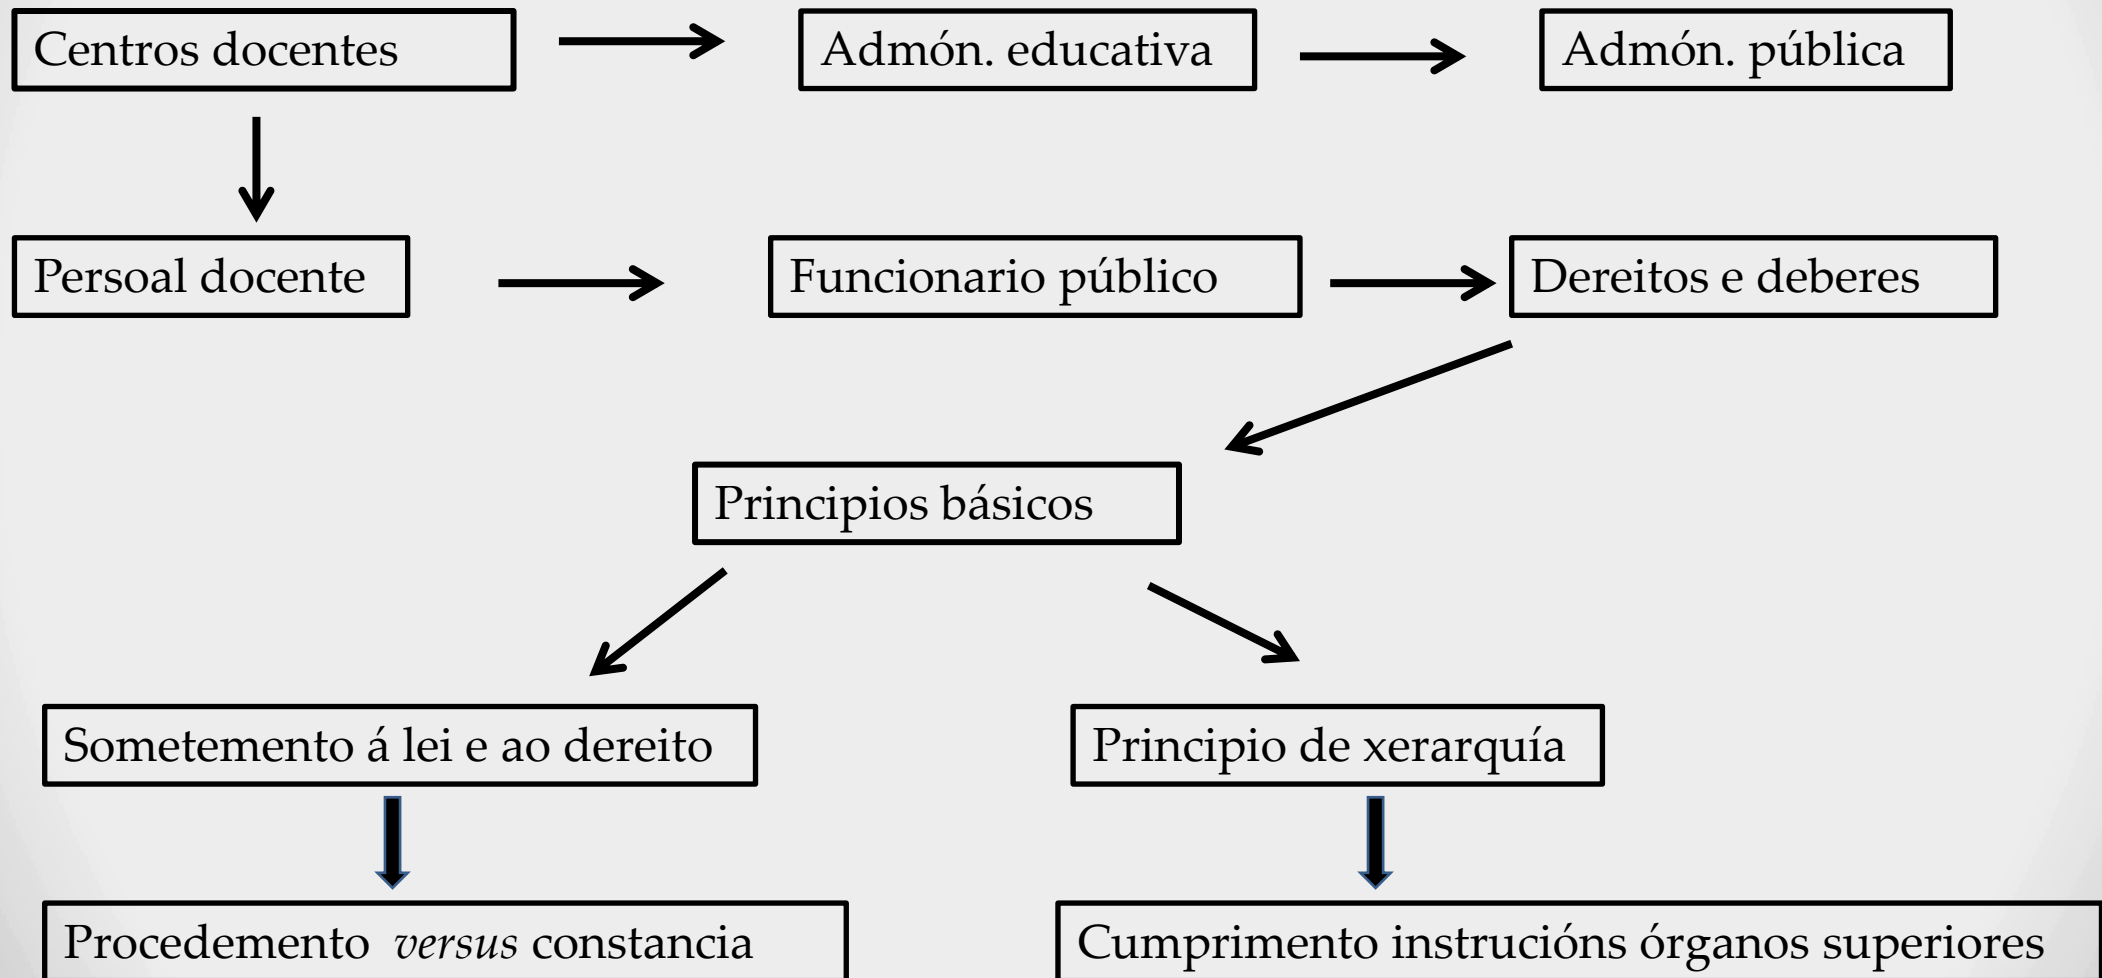 Centros docentes
Admón. educativa
Admón. pública
Persoal docente
Funcionario público
Dereitos e deberes
Principios básicos
Sometemento á lei e ao dereito
Principio de xerarquía
Procedemento versus constancia
Cumprimento instrucións órganos superiores